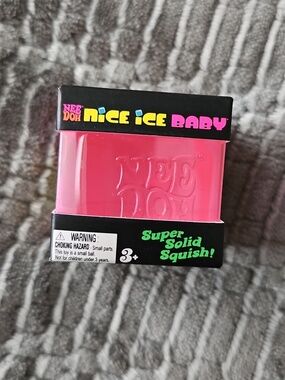 NEE DOH NICE ICE BABY
NEE
DOH
WARNING
CHOKING HAZARD - Small parts.
This toy is a small ball.
Not for children under 3 years.
3+
Super
Solid
Squish!